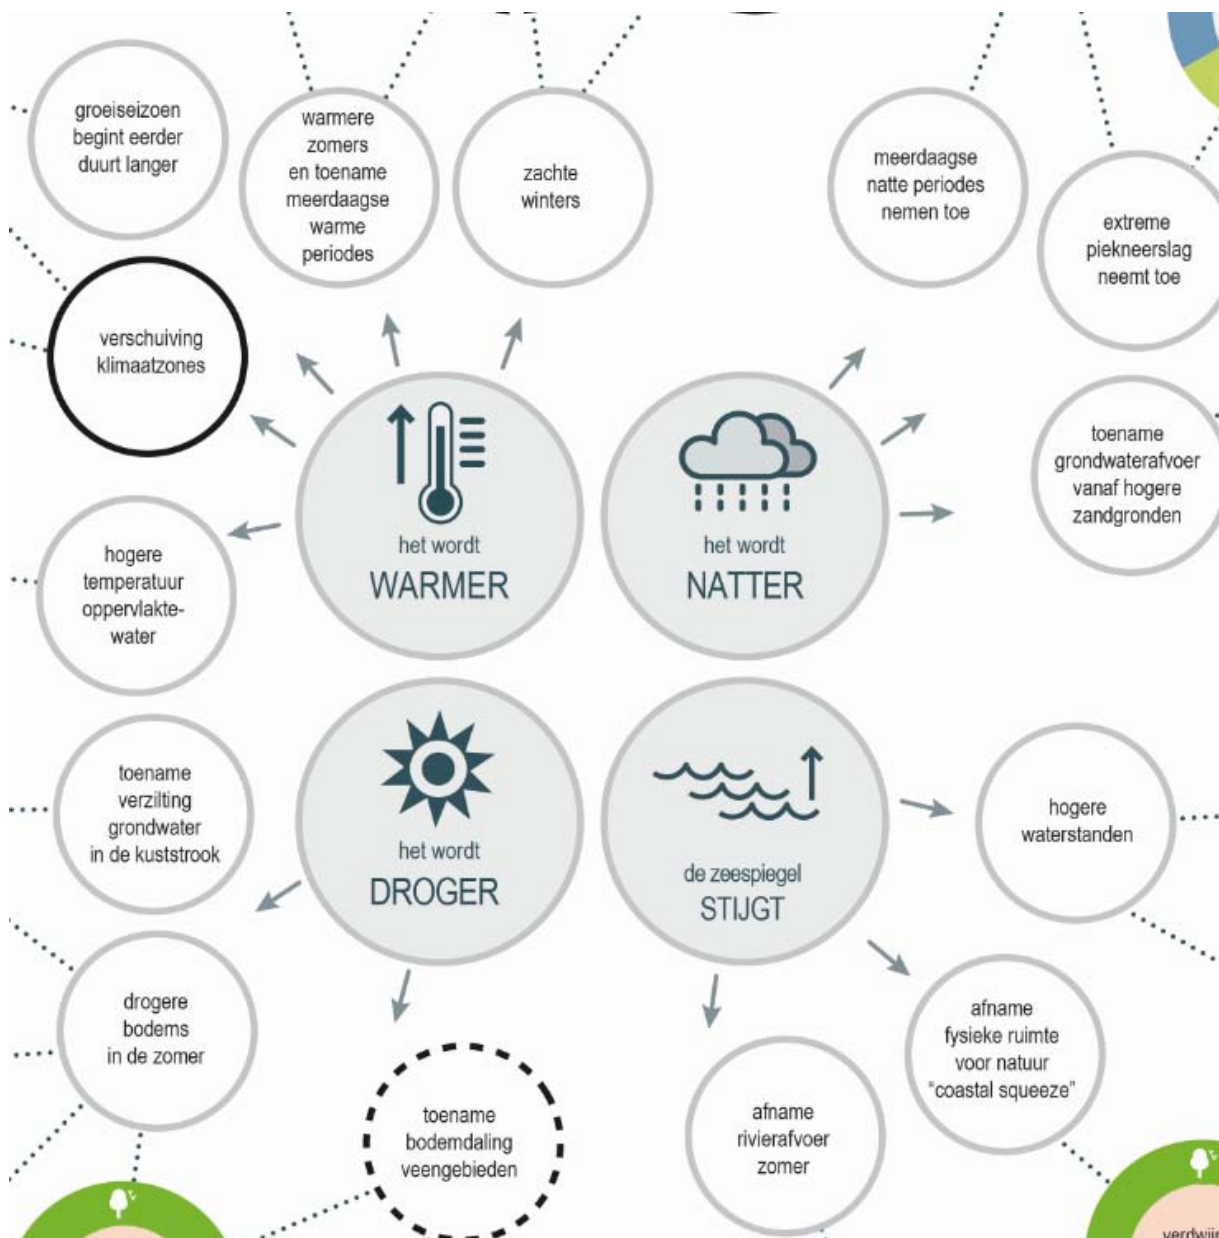 groeiseizoen
begint eerder
duurt langer
warmere
zomers
en toename
meerdaagse
warme
periodes
zachte
winters
meerdaagse
natte periodes
nemen toe
extreme
piekneerslag
neemt toe
verschuiving
klimaatzones
toename
grondwaterafvoer
vanaf hogere
zandgronden
hogere
temperatuur
oppervlakte-
water
het wordt
WARMER
het wordt
NATTER
toename
verzilting
grondwater
in de kuststrook
het wordt
DROGER
de zeespiegel
STIJGT
hogere
waterstanden
drogere
bodems
in de zomer
afname
fysieke ruimte
voor natuur
“coastal squeeze”
toename
bodemdaling
veengebieden
afname
rivierafvoer
zomer